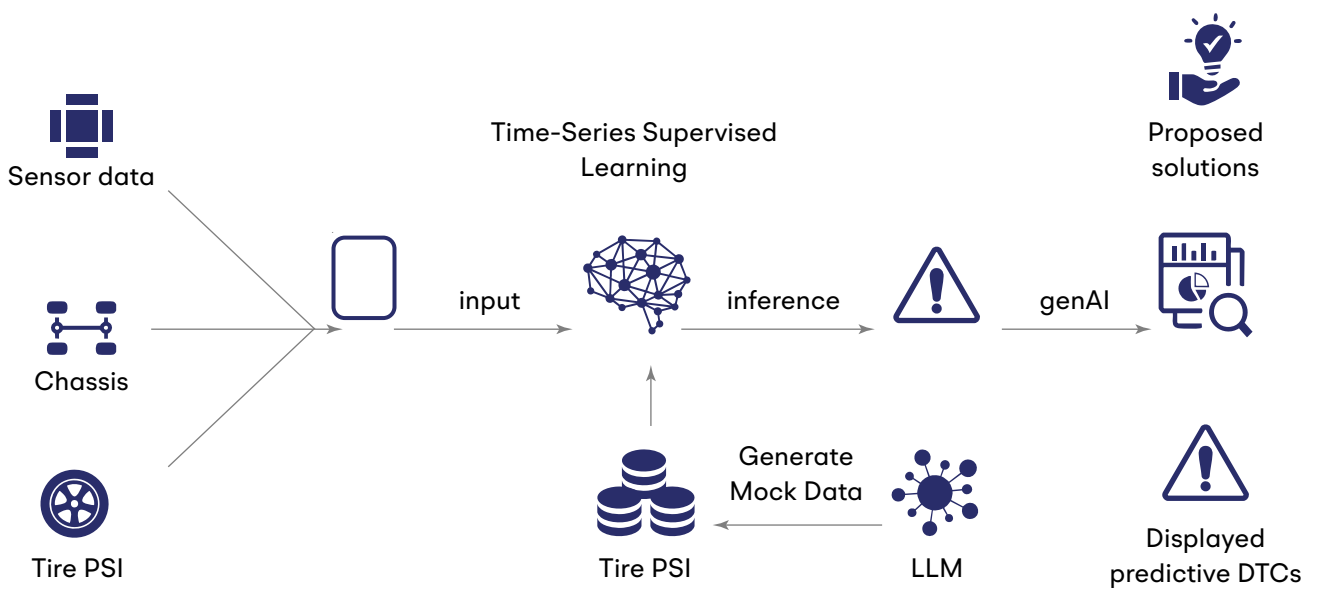 Sensor data
Chassis
Tire PSI
input
Time-Series Supervised
Learning
inference
genAI
Generate
Mock Data
Tire PSI
LLM
Proposed
solutions
Displayed
predictive DTCs